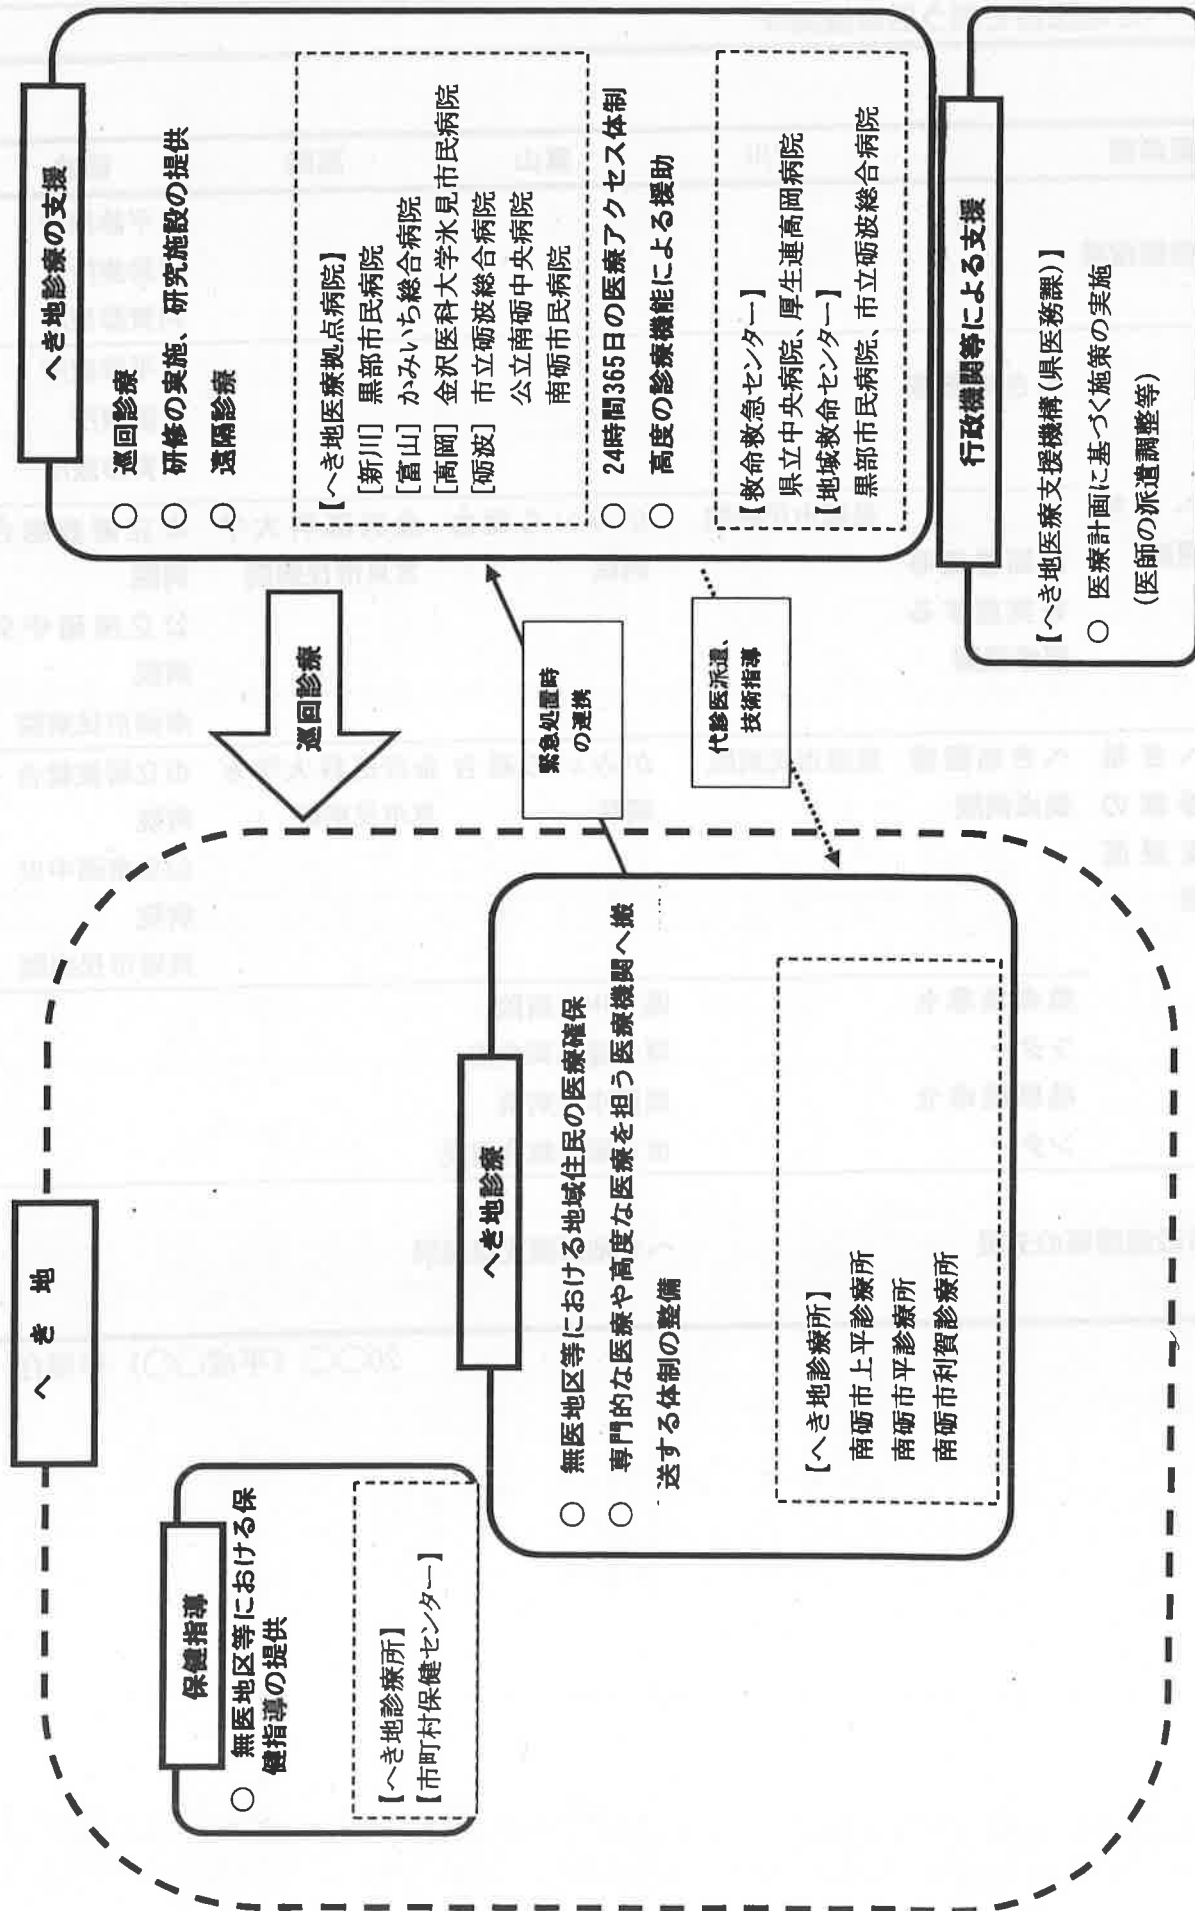 へき地
保健指導
○ 無医地区等における保
健指導の提供
【へき地診療所】
【市町村保健センター】
へき地診療
○ 無医地区等における地域住民の医療確保
○ 専門的な医療や高度な医療を担う医療機関へ搬
送する体制の整備
【へき地診療所】
南砺市上平診療所
南砺市平診療所
南砺市利賀診療所
巡回診療
緊急処置時
の連携
代診医派遣、
技術指導
へき地診療の支援
○ 巡回診療
○ 研修の実施、研究施設の提供
○ 遠隔診療
【へき地医療拠点病院】
[新川] 黒部市民病院
[富山] かみいち総合病院
[高岡] 金沢医科大学氷見市民病院
[砺波] 市立砺波総合病院
公立南砺中央病院
南砺市民病院
○ 24時間365日の医療アクセス体制
○ 高度の診療機能による援助
【救命救急センター】
県立中央病院、厚生連高岡病院
【地域救命センター】
黒部市民病院、市立砺波総合病院
行政機関等による支援
【へき地医療支援機構(県医務課)】
○ 医療計画に基づく施策の実施
(医師の派遣調整等)